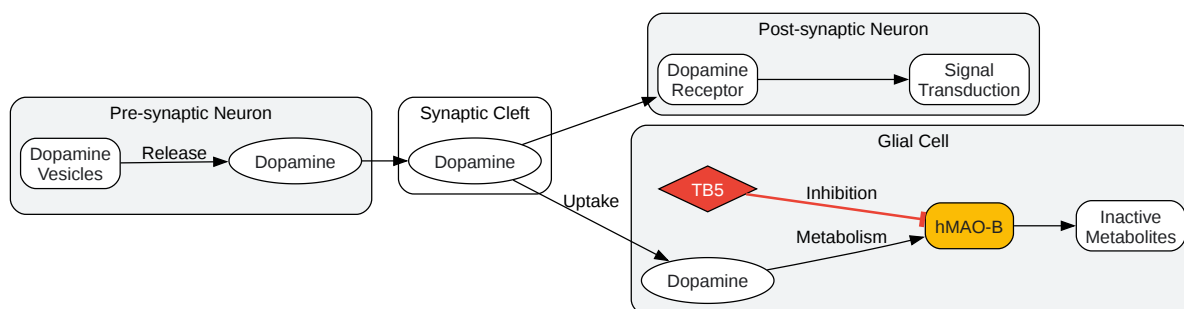 Pre-synaptic Neuron
Dopamine
Vesicles
Release
Dopamine
Synaptic Cleft
Dopamine
Uptake
Post-synaptic Neuron
Dopamine
Receptor
Signal
Transduction
Glial Cell
TB5
Inhibition
Metabolism
Dopamine
hMAO-B
Inactive
Metabolites